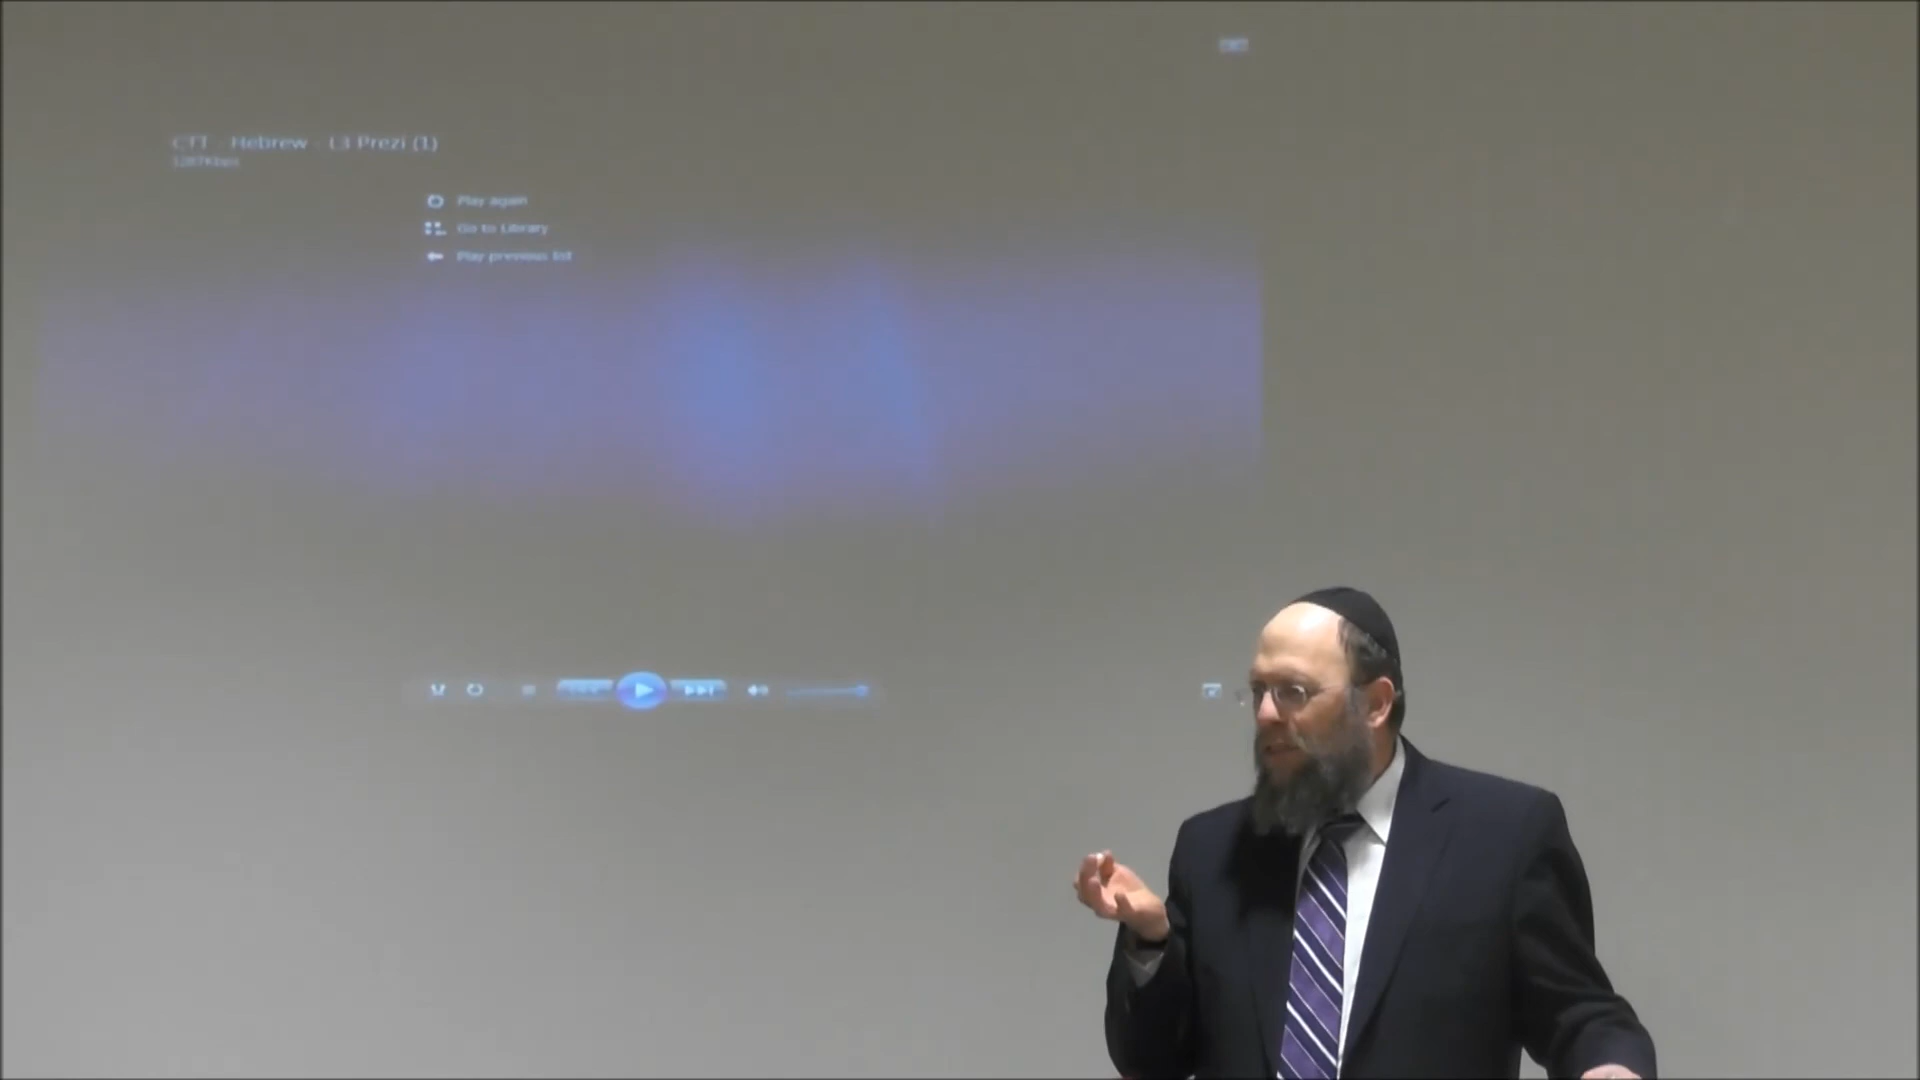 CTT - Hebrew - L3 Prezi (1)
Play again
Go to Library
Play previous list